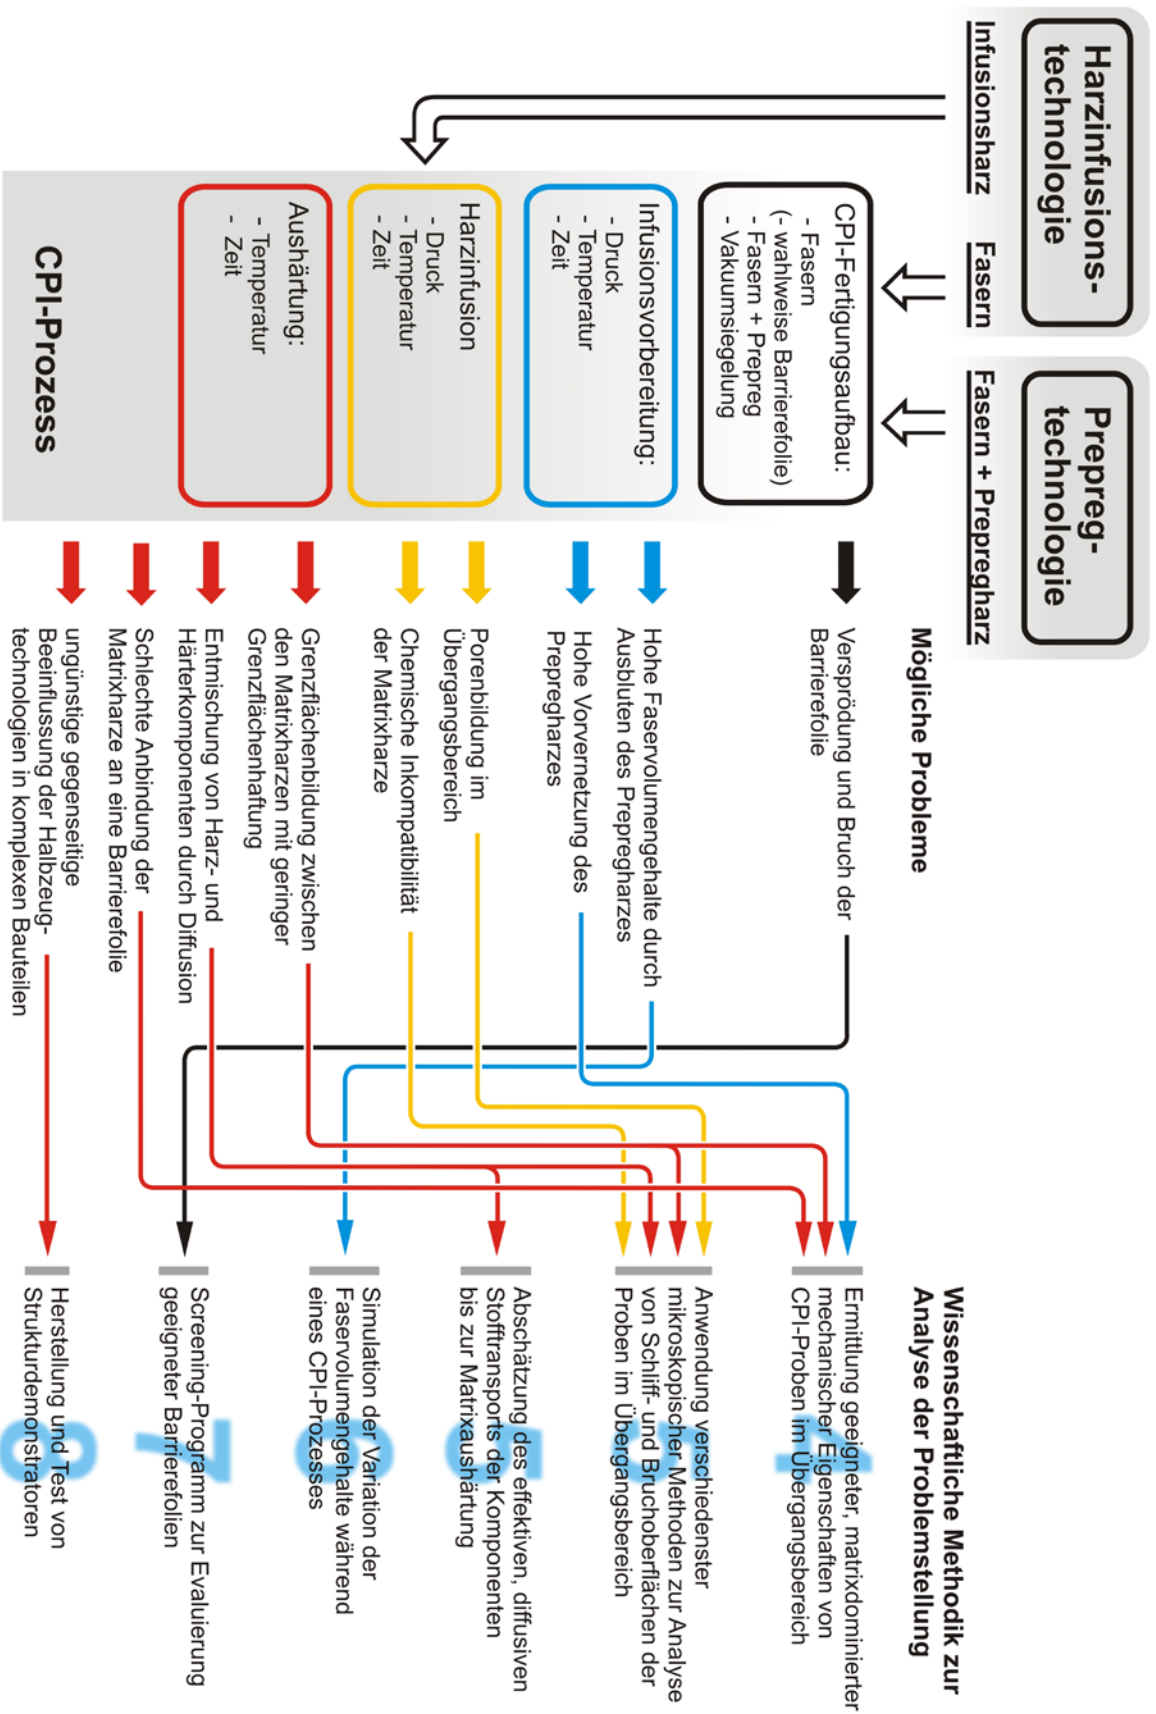 Harzinfusions-
technologie
Infusionsharz
Fasern
Prepreg-
technologie
Fasern + Prepregharz
CPI-Fertigungsaufbau:
- Fasern
(- wahlweise Barrierefolie)
- Fasern + Prepreg
- Vakuumsiegelung
Infusionsvorbereitung:
- Druck
- Temperatur
- Zeit
Harzinfusion
- Druck
- Temperatur
- Zeit
Aushärtung:
- Temperatur
- Zeit
CPI-Prozess
Mögliche Probleme
Versprödung und Bruch der
Barrierefolie
Hohe Faservolumengehalte durch
Ausbluten des Prepregharzes
Hohe Vorvernetzung des
Prepregharzes
Porenbildung im
Übergangsbereich
Chemische Inkompatibilität
der Matrixharze
Grenzflächenbildung zwischen
den Matrixharzen mit geringer
Grenzflächenhaftung
Entmischung von Harz- und
Härterkomponenten durch Diffusion
Schlechte Anbindung der
Matrixharze an eine Barrierefolie
ungünstige gegenseitige
Beeinflussung der Halbzeug-
technologien in komplexen Bauteilen
Wissenschaftliche Methodik zur
Analyse der Problemstellung
Ermittlung geeigneter, matrixdominierter
mechanischer Eigenschaften von
CPI-Proben im Übergangsbereich
4
Anwendung verschiedenster
mikroskopischer Methoden zur Analyse
von Schliff- und Bruchoberflächen der
Proben im Übergangsbereich
5
Abschätzung des effektiven, diffusiven
Stofftransports der Komponenten
bis zur Matrixaushärtung
5
Simulation der Variation der
Faservolumengehalte während
eines CPI-Prozesses
6
Screening-Programm zur Evaluierung
geeigneter Barrierefolien
7
Herstellung und Test von
Strukturdemonstratoren
8